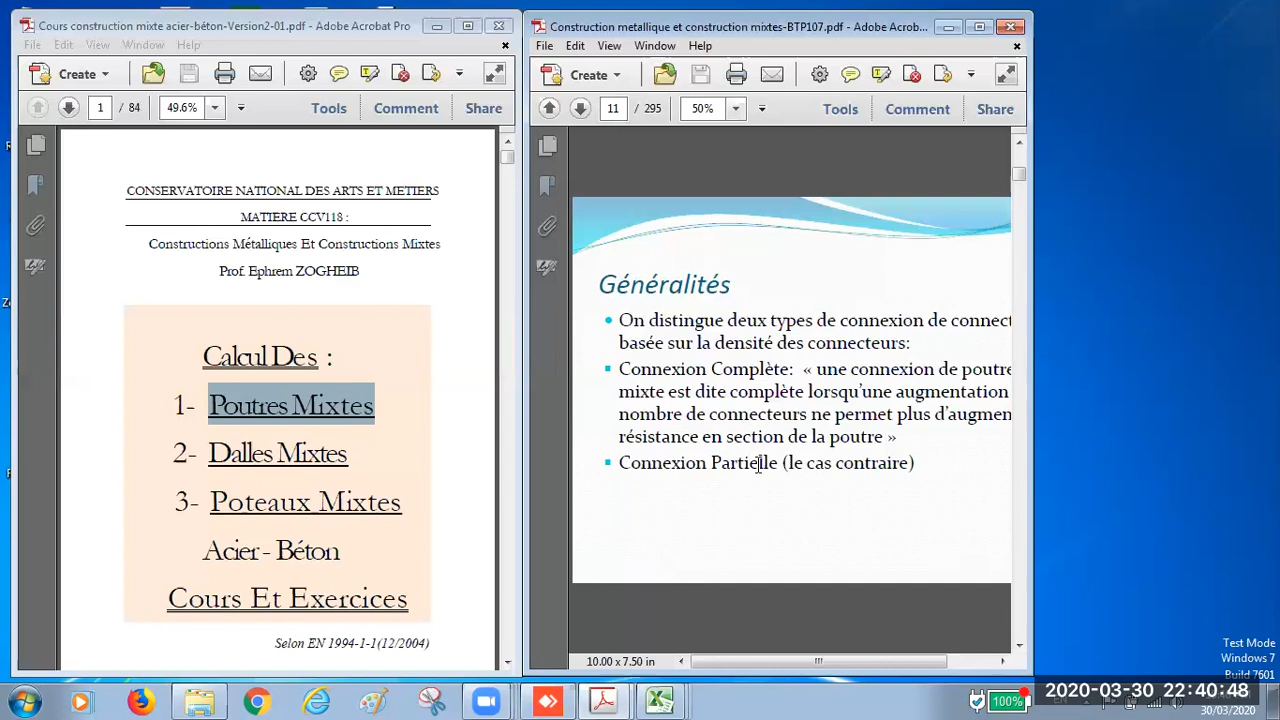 Cours construction mixte acier-béton-Version2-01.pdf - Adobe Acrobat Pro
File Edit View Window Help
Create
1 / 84 49.6%
Tools Comment Share
CONSERVATOIRE NATIONAL DES ARTS ET METIERS
MATIERE CCV118 :
Constructions Métalliques Et Constructions Mixtes
Prof. Ephrem ZOGHEIB
Calcul Des :
1- Poutres Mixtes
2- Dalles Mixtes
3- Poteaux Mixtes
Acier - Béton
Cours Et Exercices
Selon EN 1994-1-1(12/2004)
Construction metallique et construction mixtes-BTP107.pdf - Adobe Acrob...
File Edit View Window Help
Create
11 / 295 50%
Tools Comment Share
Généralités
On distingue deux types de connexion de connect
basée sur la densité des connecteurs:
Connexion Complète: « une connexion de poutre
mixte est dite complète lorsqu'une augmentation
nombre de connecteurs ne permet plus d'augmen
résistance en section de la poutre »
Connexion Partielle (le cas contraire)
10.00 x 7.50 in
Test Mode
Windows 7
Build 7601
100%
2020-03-30 22:40:48
30/03/2020